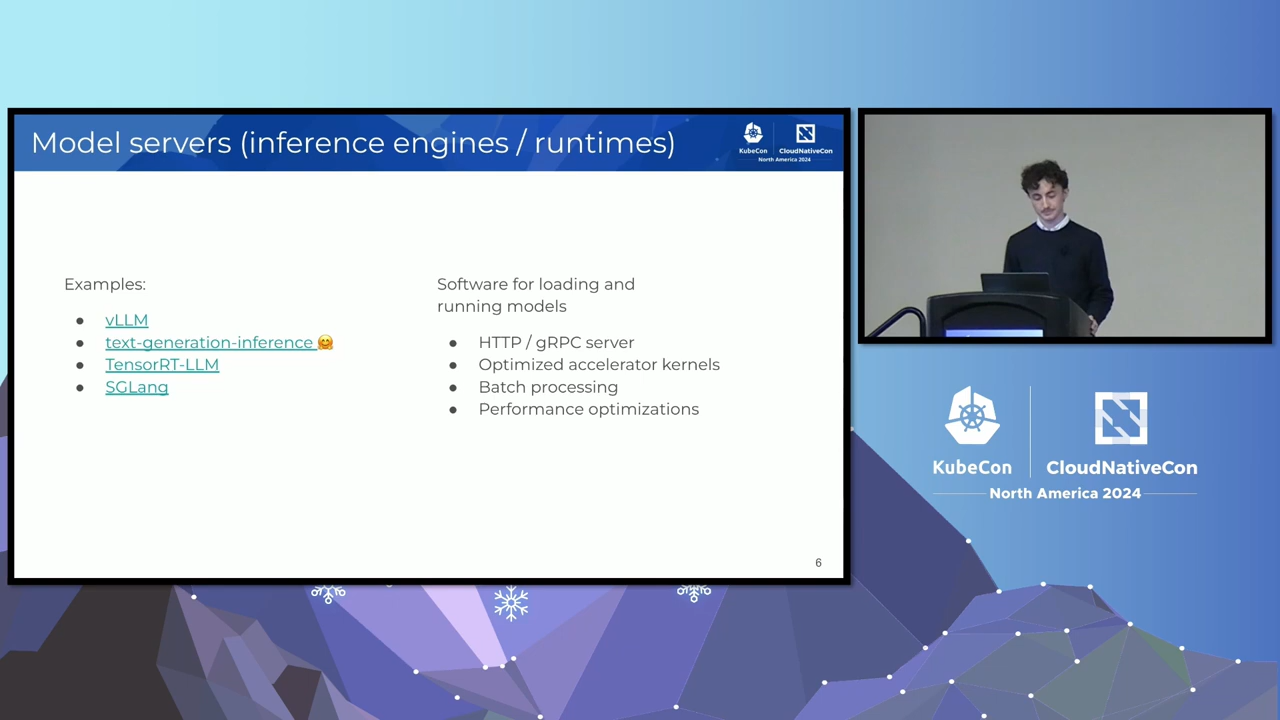 Model servers (inference engines / runtimes)
KubeCon
CloudNativeCon
North America 2024
Examples:
● vLLM
● text-generation-inference 🤗
● TensorRT-LLM
● SGLang
Software for loading and
running models
● HTTP / gRPC server
● Optimized accelerator kernels
● Batch processing
● Performance optimizations
6
KubeCon
CloudNativeCon
North America 2024